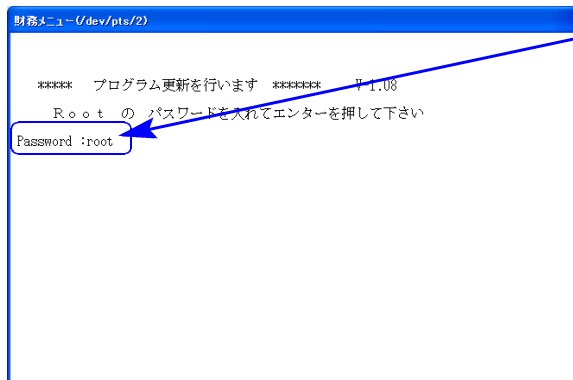 財務メニュー(/dev/pts/2)
***** プログラム更新を行います ******* V-1.08
Ｒｏｏｔ の パスワードを入れてエンターを押して下さい
Password :root